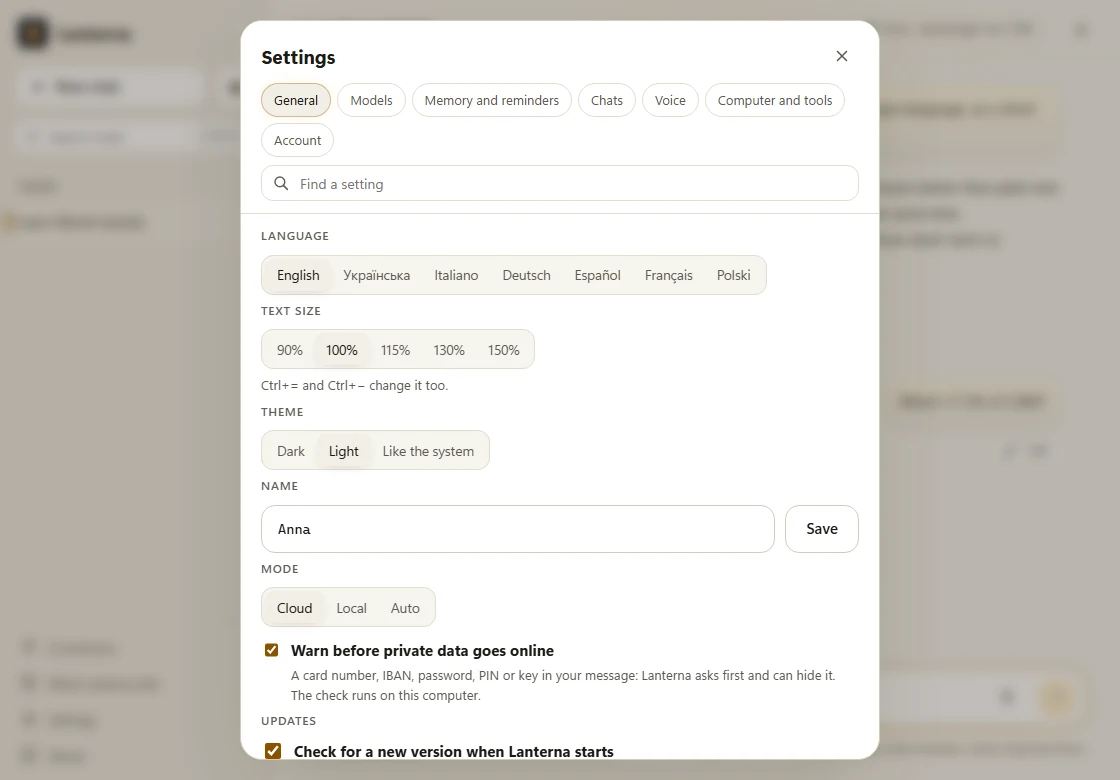 Settings
General Models Memory and reminders Chats Voice Computer and tools
Account
Find a setting
LANGUAGE
English Українська Italiano Deutsch Español Français Polski
TEXT SIZE
90% 100% 115% 130% 150%
Ctrl+= and Ctrl+− change it too.
THEME
Dark Light Like the system
NAME
Anna Save
MODE
Cloud Local Auto
Warn before private data goes online
A card number, IBAN, password, PIN or key in your message: Lanterna asks first and can hide it.
The check runs on this computer.
UPDATES
Check for a new version when Lanterna starts